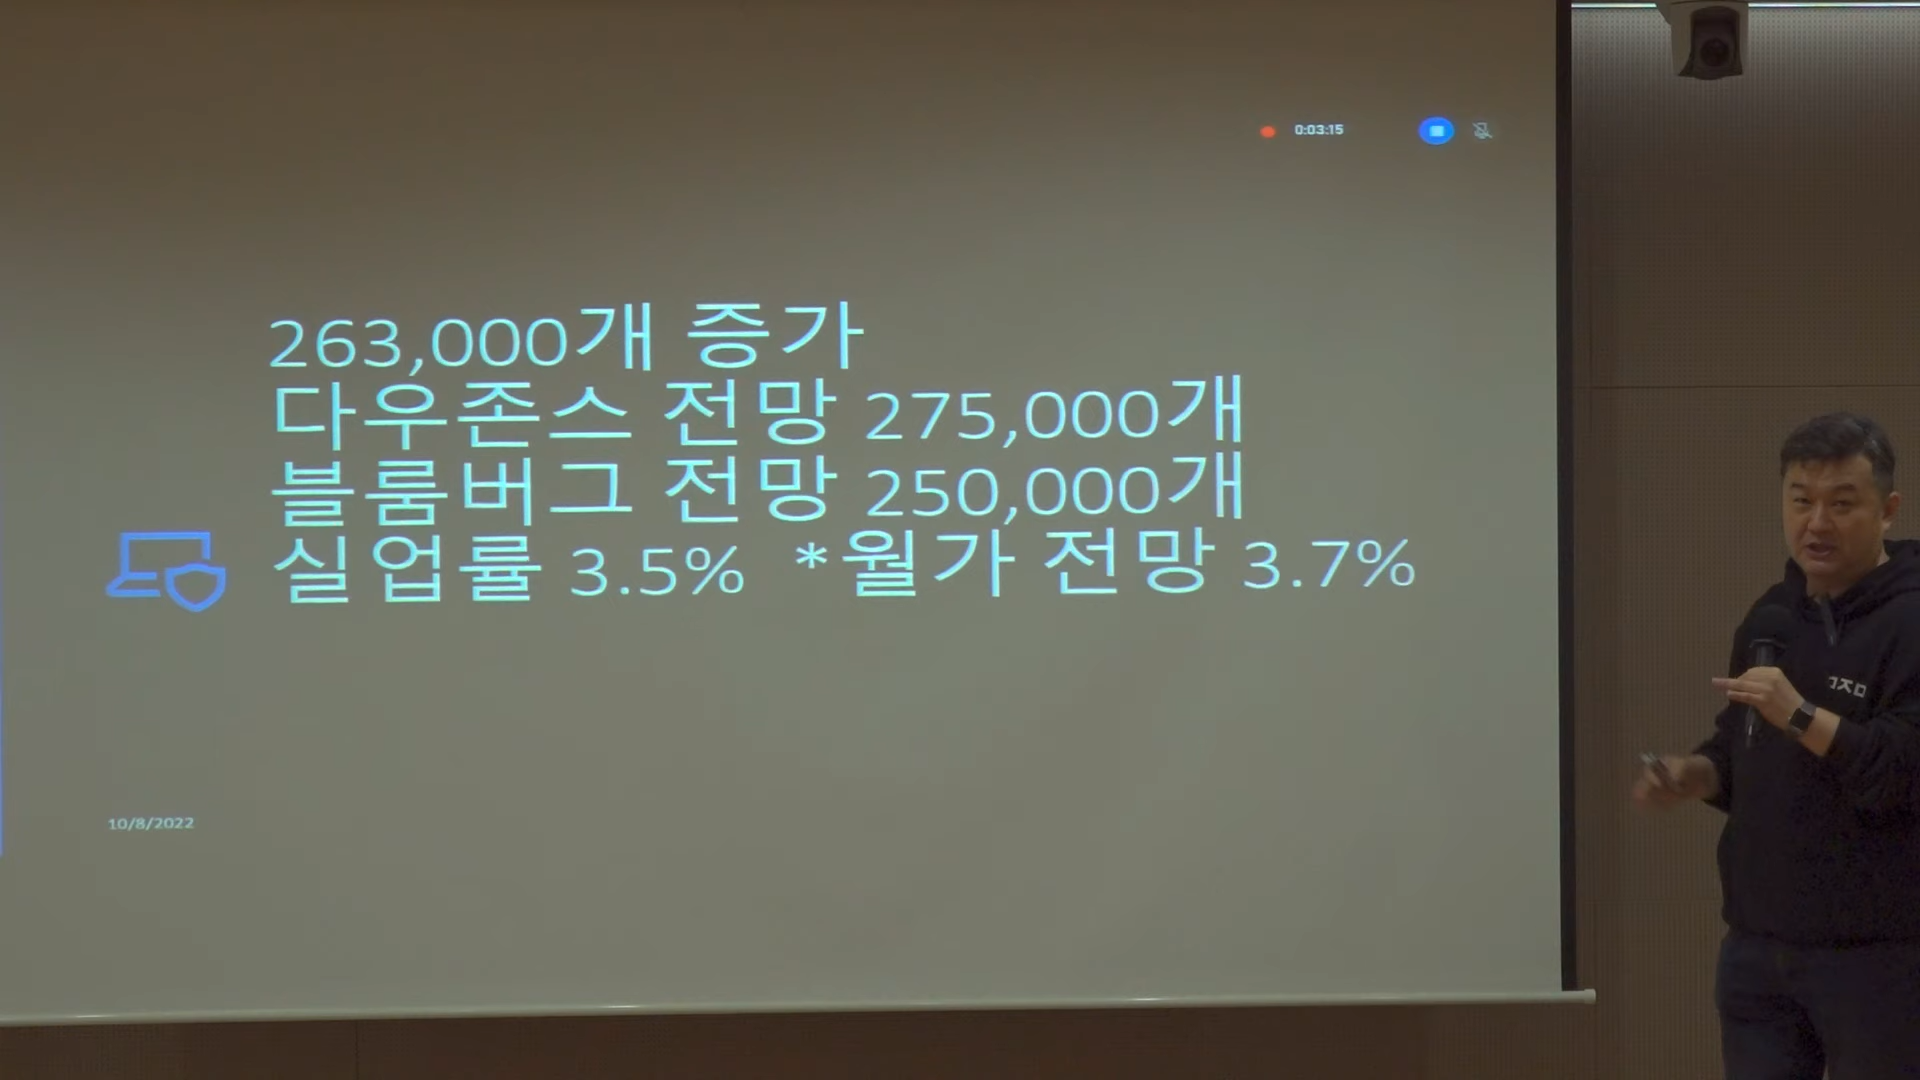 0:03:15
263,000개 증가
다우존스 전망 275,000개
블룸버그 전망 250,000개
실업률 3.5% *월가 전망 3.7%
10/8/2022
ㅁㅈㅁ